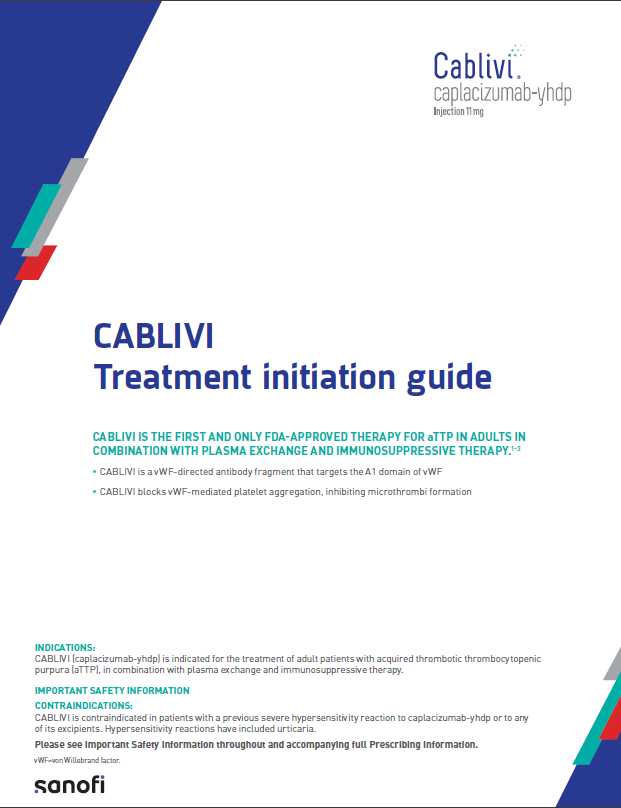 Cablivi
caplacizumab-yhdp
Injection 11 mg
CABLIVI
Treatment initiation guide
CABLIVI IS THE FIRST AND ONLY FDA-APPROVED THERAPY FOR aTTP IN ADULTS IN
COMBINATION WITH PLASMA EXCHANGE AND IMMUNOSUPPRESSIVE THERAPY.1-3
• CABLIVI is a vWF-directed antibody fragment that targets the A1 domain of vWF
• CABLIVI blocks vWF-mediated platelet aggregation, inhibiting microthrombi formation
INDICATIONS:
CABLIVI (caplacizumab-yhdp) is indicated for the treatment of adult patients with acquired thrombotic thrombocytopenic
purpura (aTTP), in combination with plasma exchange and immunosuppressive therapy.
IMPORTANT SAFETY INFORMATION
CONTRAINDICATIONS:
CABLIVI is contraindicated in patients with a previous severe hypersensitivity reaction to caplacizumab-yhdp or to any
of its excipients. Hypersensitivity reactions have included urticaria.
Please see Important Safety Information throughout and accompanying full Prescribing Information.
vWF=von Willebrand factor.
sanofi